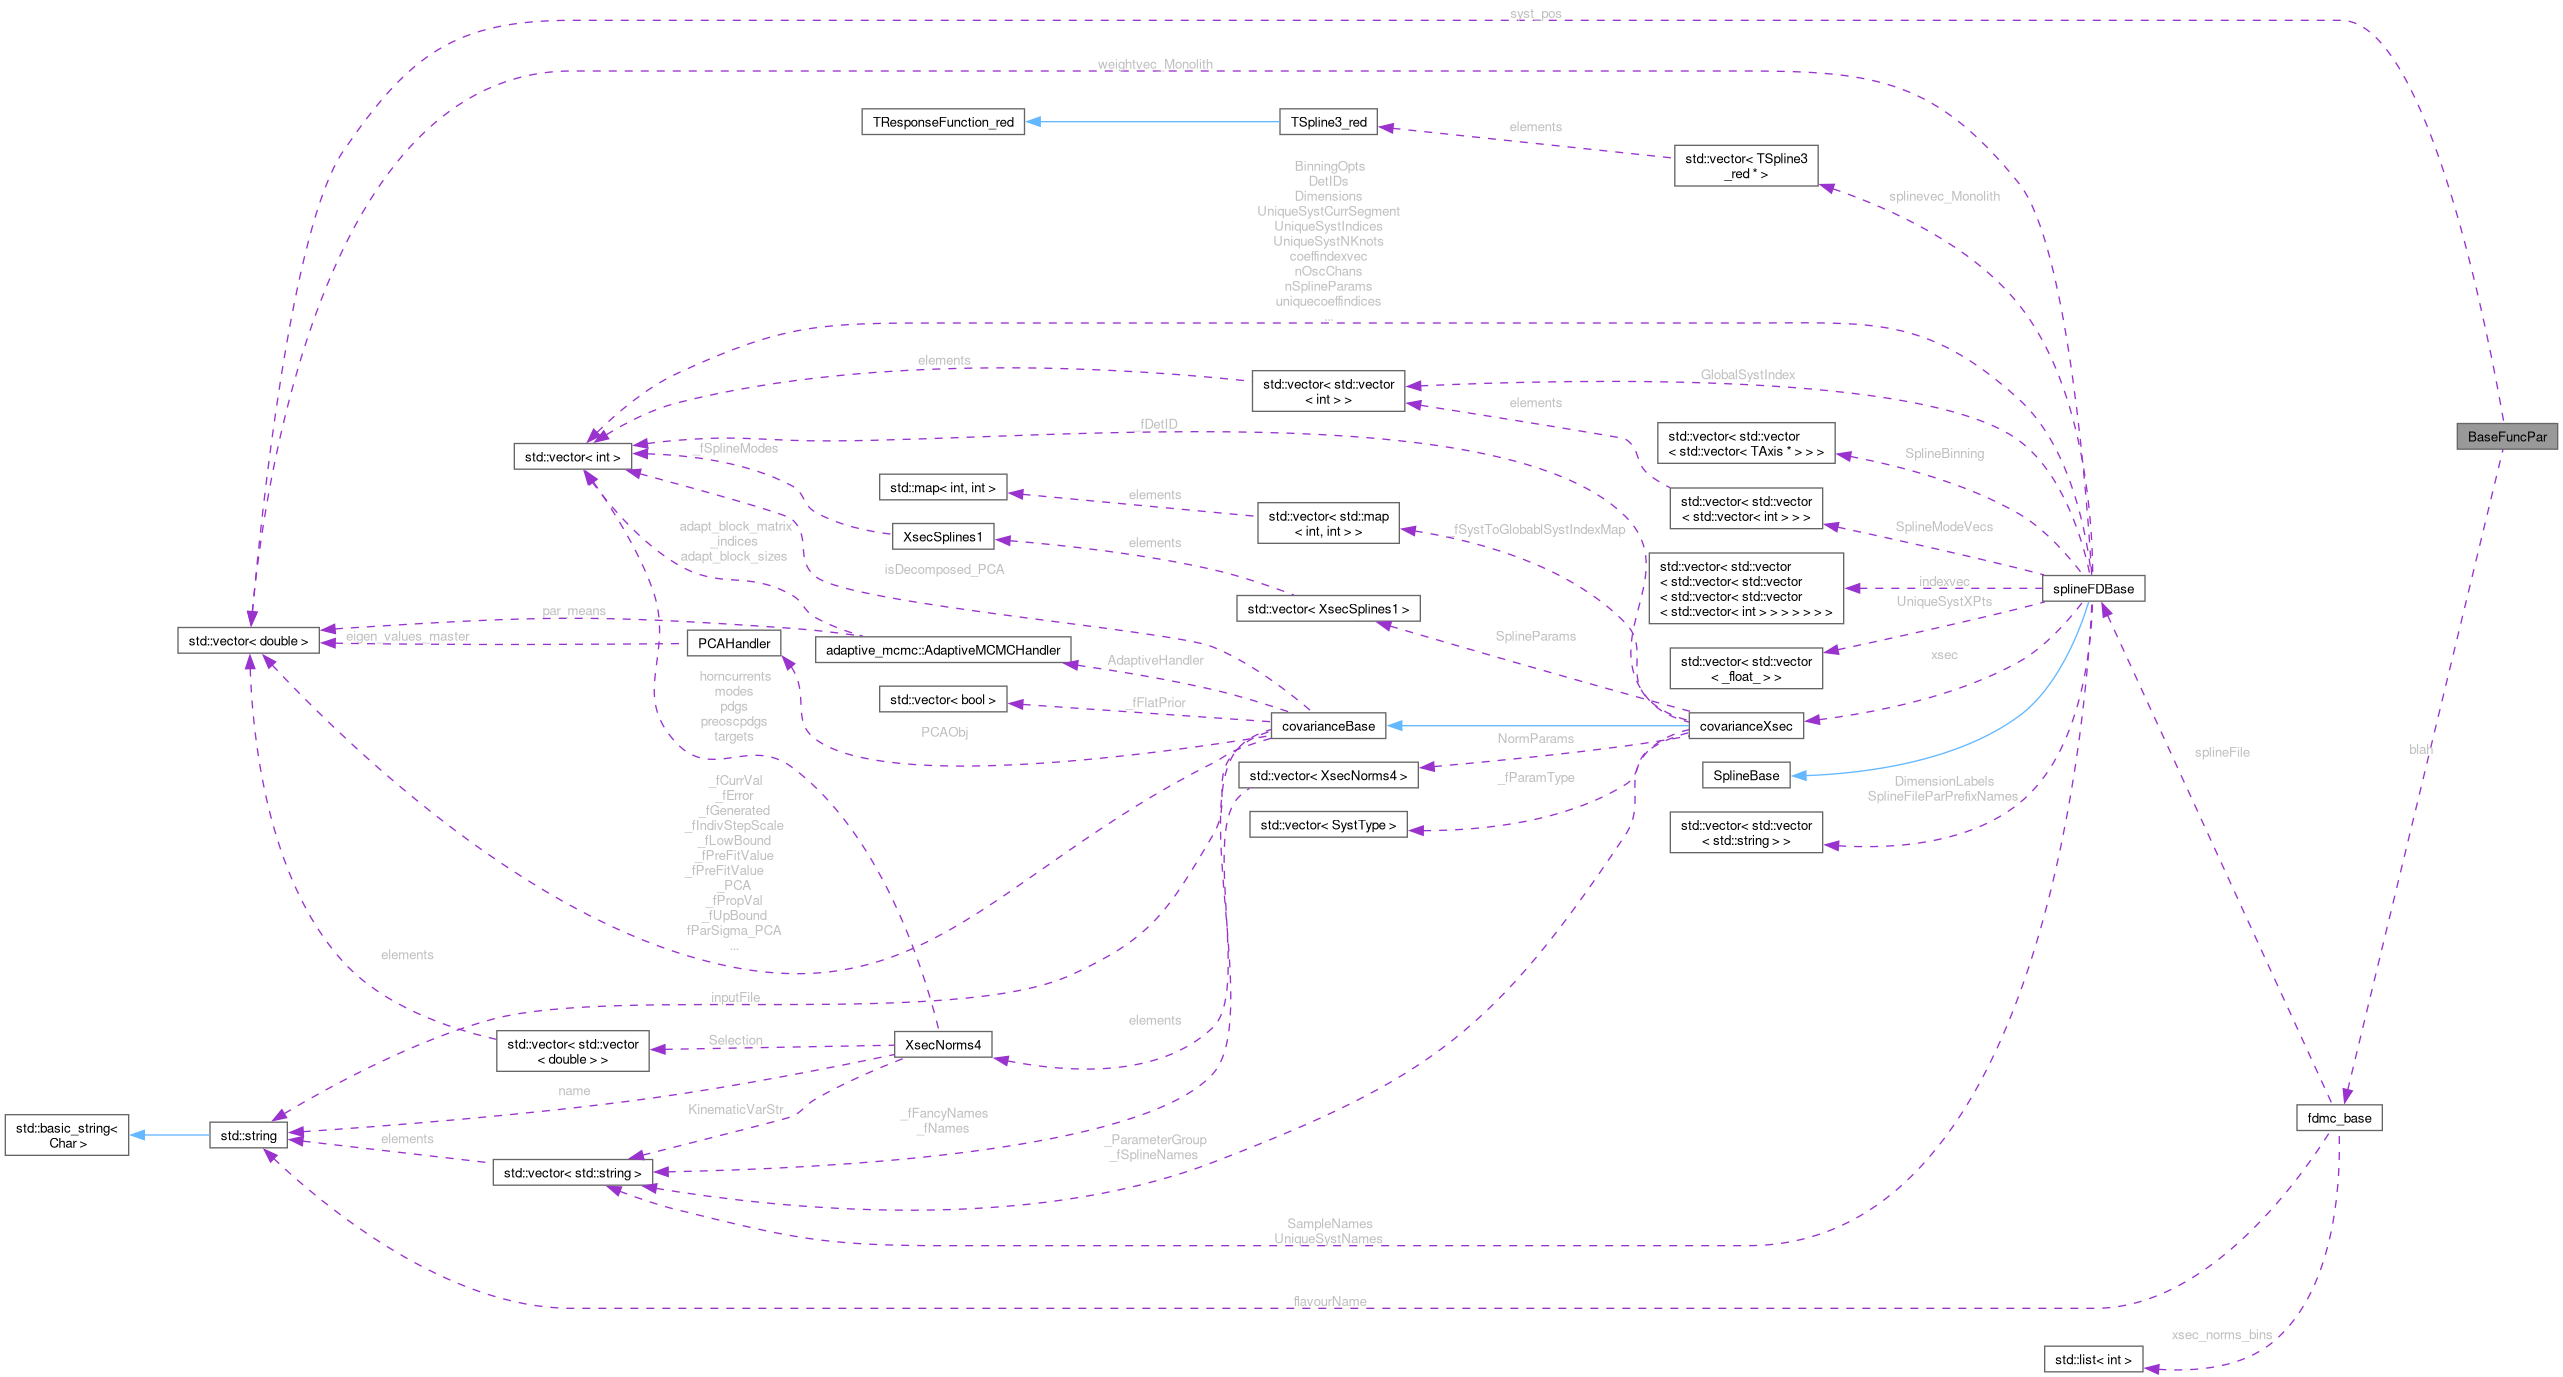 syst_pos
weightvec_Monolith
TResponseFunction_red
TSpline3_red
elements
std::vector< TSpline3
_red * >
BinningOpts
DetIDs
Dimensions
UniqueSystCurrSegment
UniqueSystIndices
UniqueSystNKnots
coeffindexvec
nOscChans
nSplineParams
uniquecoeffindices
...
splinevec_Monolith
elements
std::vector< std::vector
< int > >
GlobalSystIndex
elements
_fDetID
std::vector< int >
_fSplineModes
std::vector< std::vector
< std::vector< TAxis * > > >
SplineBinning
BaseFuncPar
std::map< int, int >
elements
std::vector< std::map
< int, int > >
_fSystToGlobablSystIndexMap
std::vector< std::vector
< std::vector< int > > >
SplineModeVecs
adapt_block_matrix
_indices
adapt_block_sizes
XsecSplines1
elements
isDecomposed_PCA
std::vector< std::vector
< std::vector< std::vector
< std::vector< std::vector
< std::vector< int > > > > > > >
indexvec
UniqueSystXPts
splineFDBase
std::vector< XsecSplines1 >
par_means
eigen_values_master
std::vector< double >
PCAHandler
adaptive_mcmc::AdaptiveMCMCHandler
SplineParams
AdaptiveHandler
std::vector< std::vector
< _float_ > >
xsec
horncurrents
modes
pdgs
preoscpdgs
targets
std::vector< bool >
_fFlatPrior
PCAObj
covarianceBase
covarianceXsec
NormParams
std::vector< XsecNorms4 >
_fParamType
SplineBase
splineFile
blah
_fCurrVal
_fError
_fGenerated
_fIndivStepScale
_fLowBound
_fPreFitValue
_fPreFitValue
_PCA
_fPropVal
_fUpBound
fParSigma_PCA
...
std::vector< SystType >
DimensionLabels
SplineFileParPrefixNames
std::vector< std::vector
< std::string > >
elements
inputFile
std::vector< std::vector
< double > >
Selection
XsecNorms4
elements
name
KinematicVarStr
_fFancyNames
_fNames
std::basic_string<
Char >
std::string
elements
std::vector< std::string >
_ParameterGroup
_fSplineNames
fdmc_base
SampleNames
UniqueSystNames
flavourName
xsec_norms_bins
std::list< int >